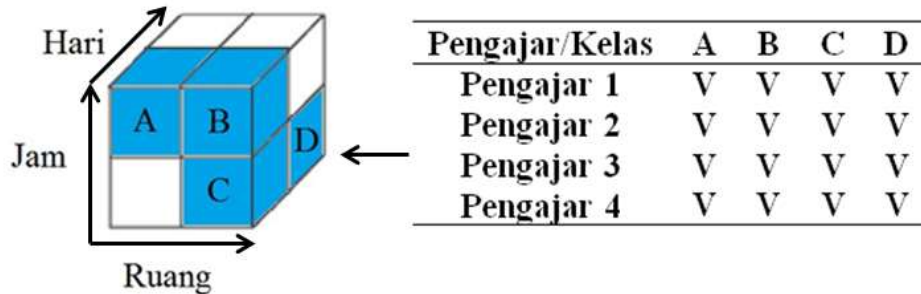 Hari
A B
D
C
Jam
Ruang
Pengajar/Kelas A B C D
Pengajar 1 V V V V
Pengajar 2 V V V V
Pengajar 3 V V V V
Pengajar 4 V V V V